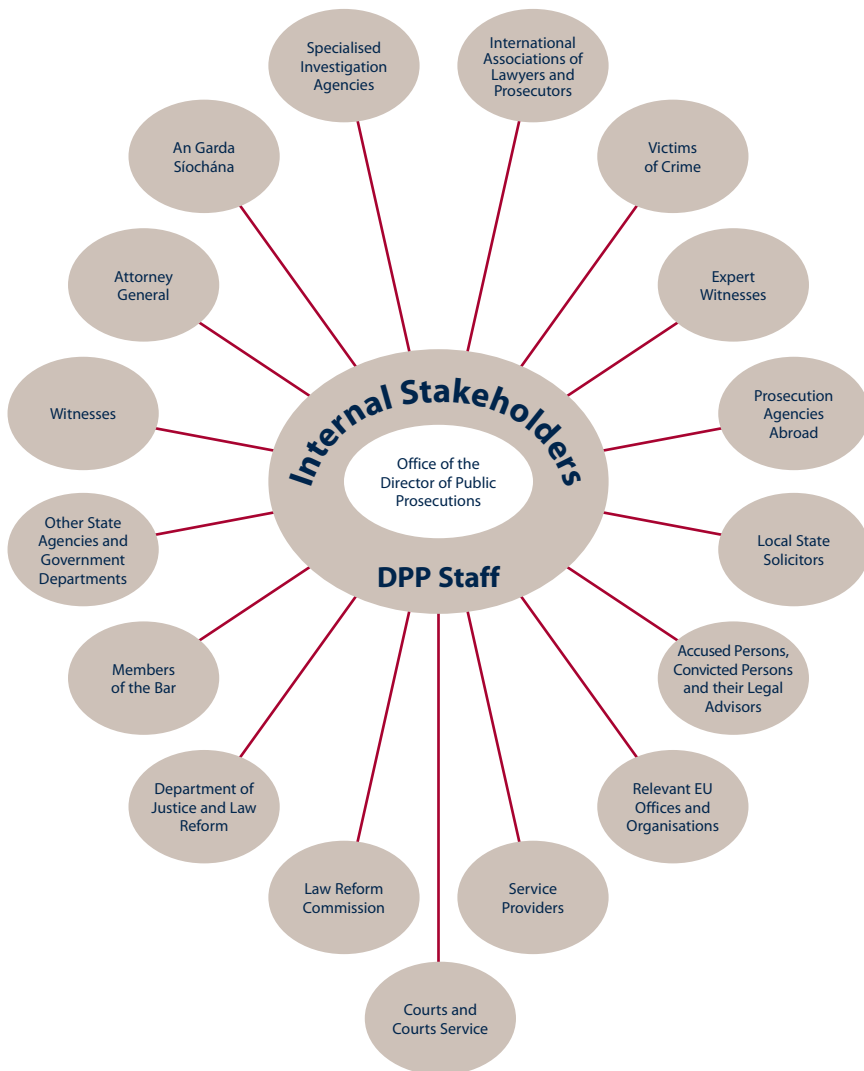 Specialised
Investigation
Agencies
International
Associations of
Lawyers and
Prosecutors
An Garda
Síochána
Victims
of Crime
Attorney
General
Expert
Witnesses
Witnesses
Prosecution
Agencies
Abroad
Internal Stakeholders
Office of the
Director of Public
Prosecutions
DPP Staff
Other State
Agencies and
Government
Departments
Local State
Solicitors
Members
of the Bar
Accused Persons,
Convicted Persons
and their Legal
Advisors
Department of
Justice and Law
Reform
Relevant EU
Offices and
Organisations
Law Reform
Commission
Service
Providers
Courts and
Courts Service